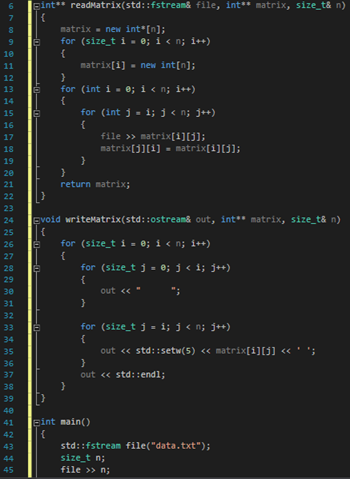 6 int** readMatrix(std::fstream& file, int** matrix, size_t& n)
7 {
8     matrix = new int*[n];
9     for (size_t i = 0; i < n; i++)
10     {
11         matrix[i] = new int[n];
12     }
13     for (int i = 0; i < n; i++)
14     {
15         for (int j = i; j < n; j++)
16         {
17             file >> matrix[i][j];
18             matrix[j][i] = matrix[i][j];
19         }
20     }
21     return matrix;
22 }
23
24 void writeMatrix(std::ostream& out, int** matrix, size_t& n)
25 {
26     for (size_t i = 0; i < n; i++)
27     {
28         for (size_t j = 0; j < i; j++)
29         {
30             out << "      ";
31         }
32
33         for (size_t j = i; j < n; j++)
34         {
35             out << std::setw(5) << matrix[i][j] << ' ';
36         }
37         out << std::endl;
38     }
39 }
40
41 int main()
42 {
43     std::fstream file("data.txt");
44     size_t n;
45     file >> n;